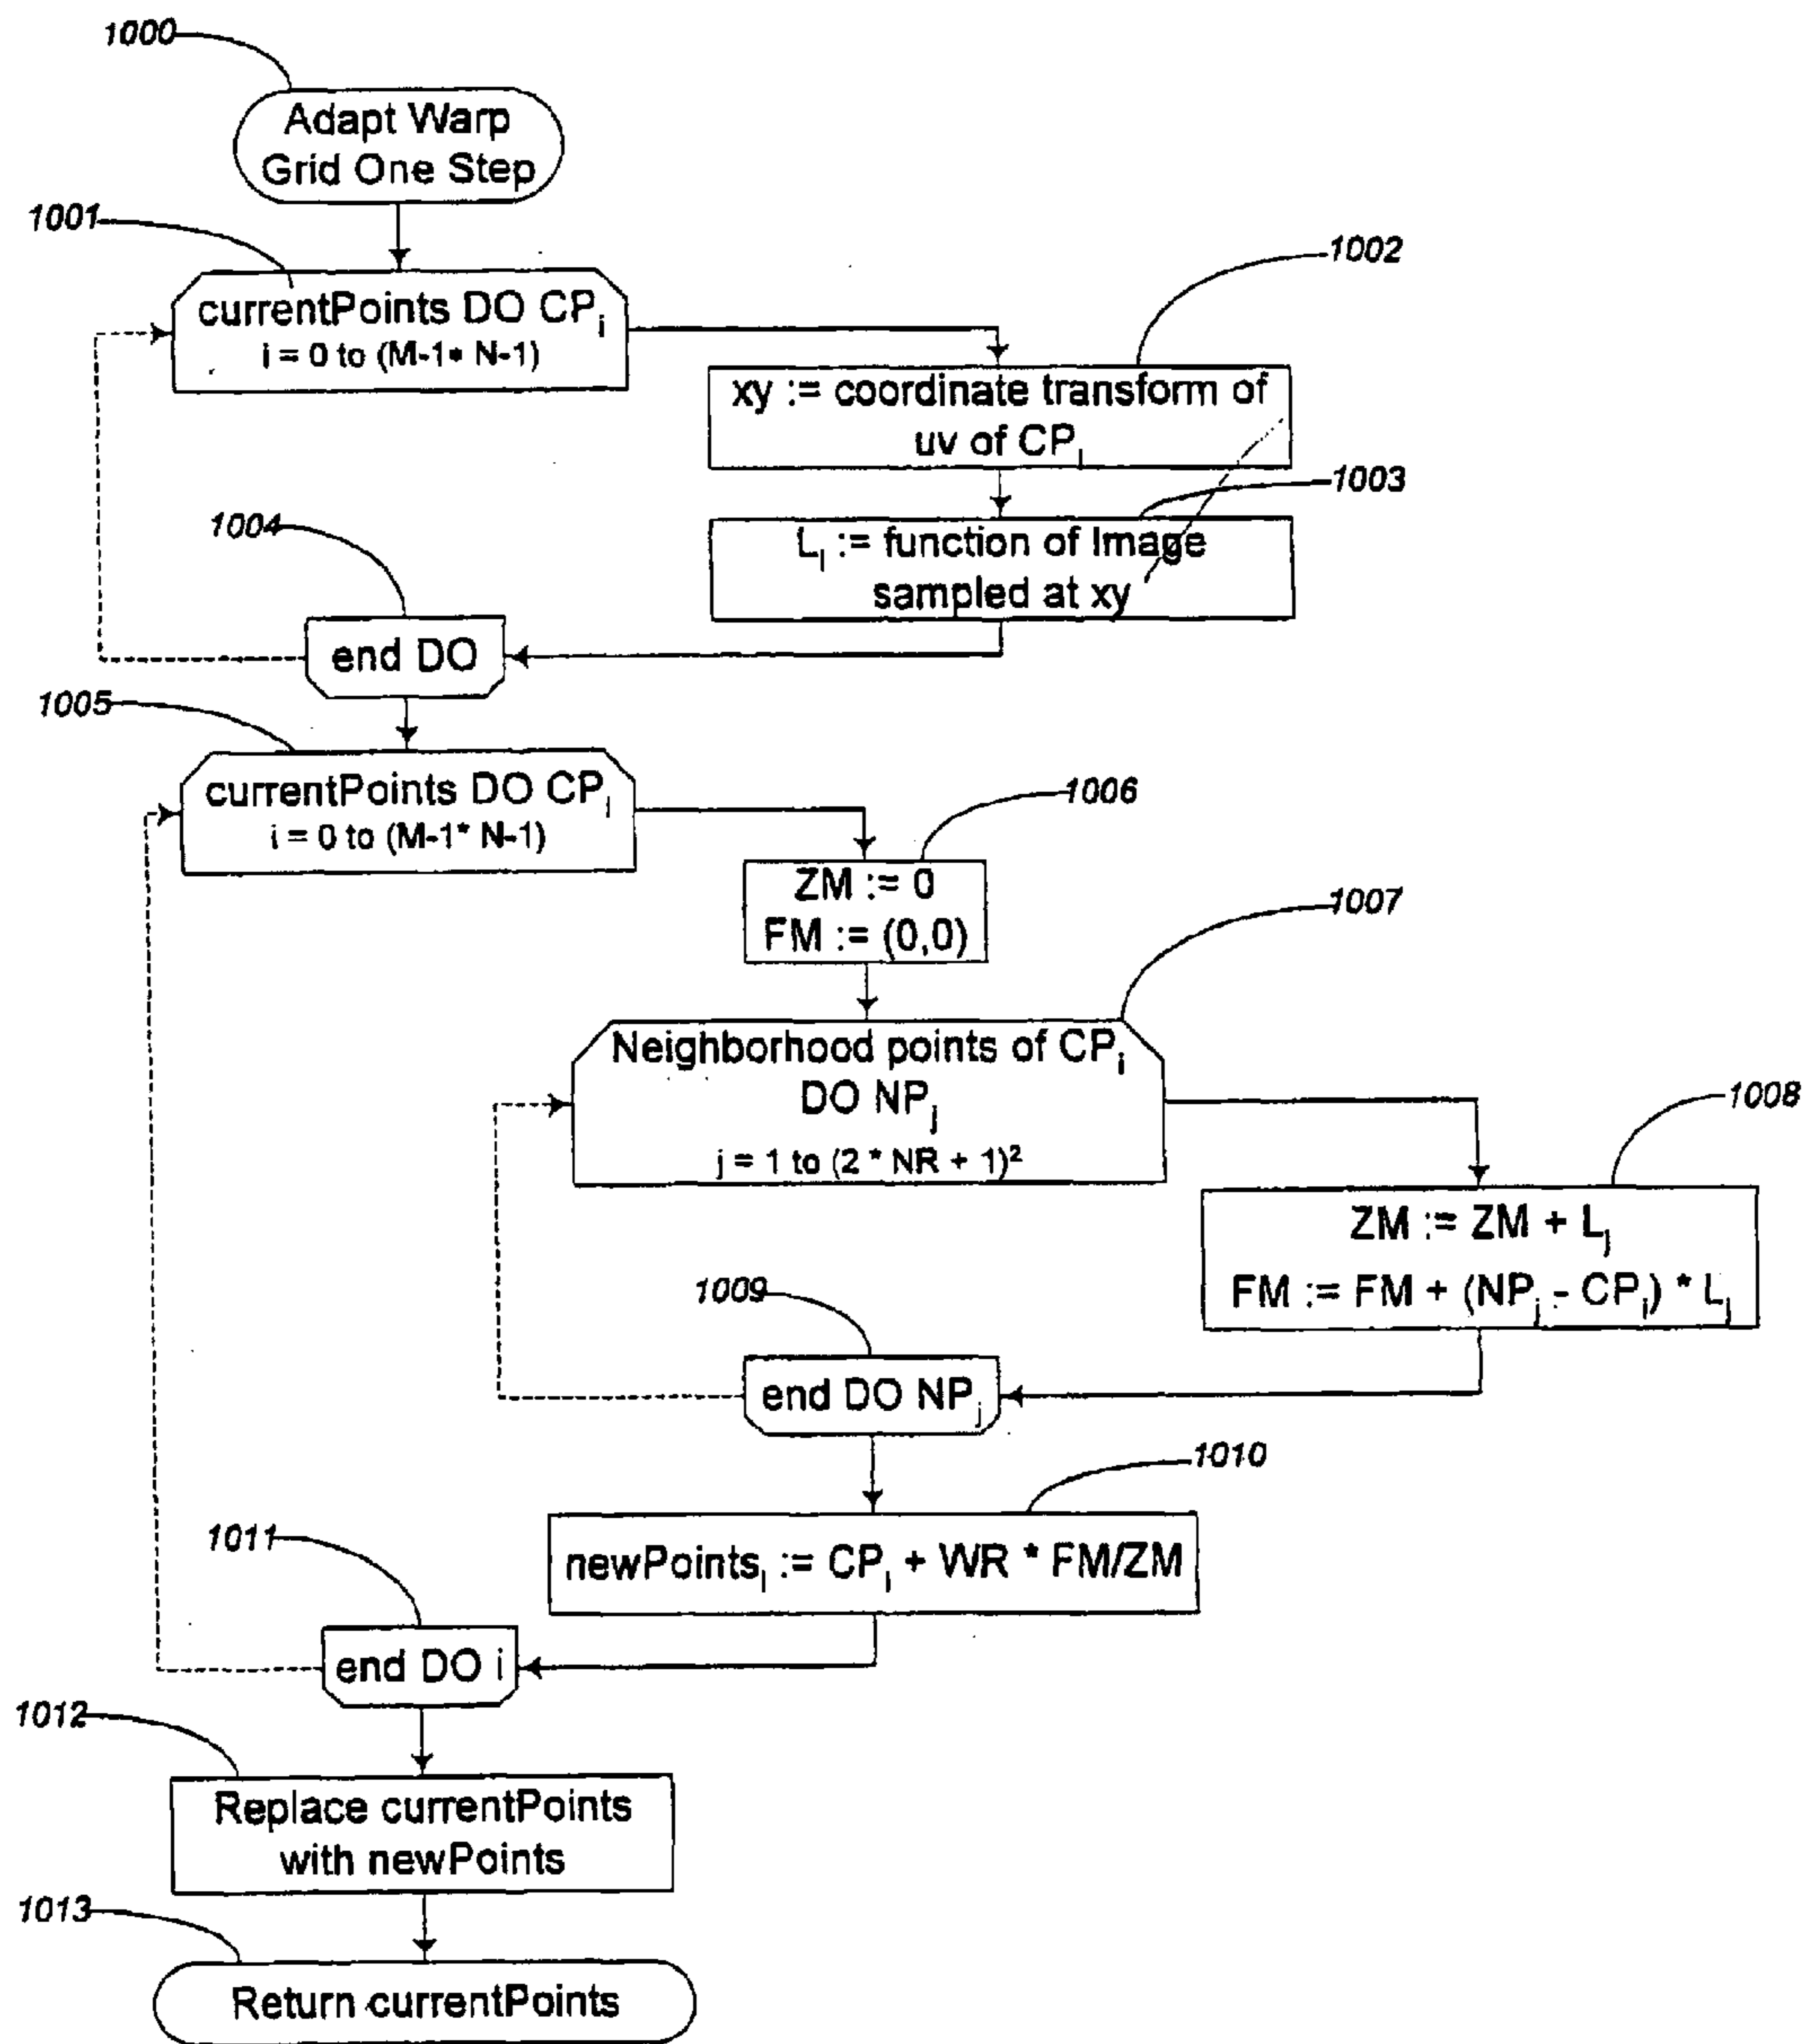 1000
Adapt Warp
Grid One Step
1001
currentPoints DO CPᵢ
i = 0 to (M-1* N-1)
1002
xy := coordinate transform of
uv of CPᵢ
1003
Lᵢ := function of Image
sampled at xy
1004
end DO
1005
currentPoints DO CPᵢ
i = 0 to (M-1* N-1)
1006
ZM := 0
FM := (0,0)
1007
Neighborhood points of CPᵢ
DO NPⱼ
j = 1 to (2 * NR + 1)²
1008
ZM := ZM + Lⱼ
FM := FM + (NPⱼ - CPᵢ) * Lⱼ
1009
end DO NPⱼ
1010
newPointsᵢ := CPᵢ + WR * FM/ZM
1011
end DO i
1012
Replace currentPoints
with newPoints
1013
Return currentPoints